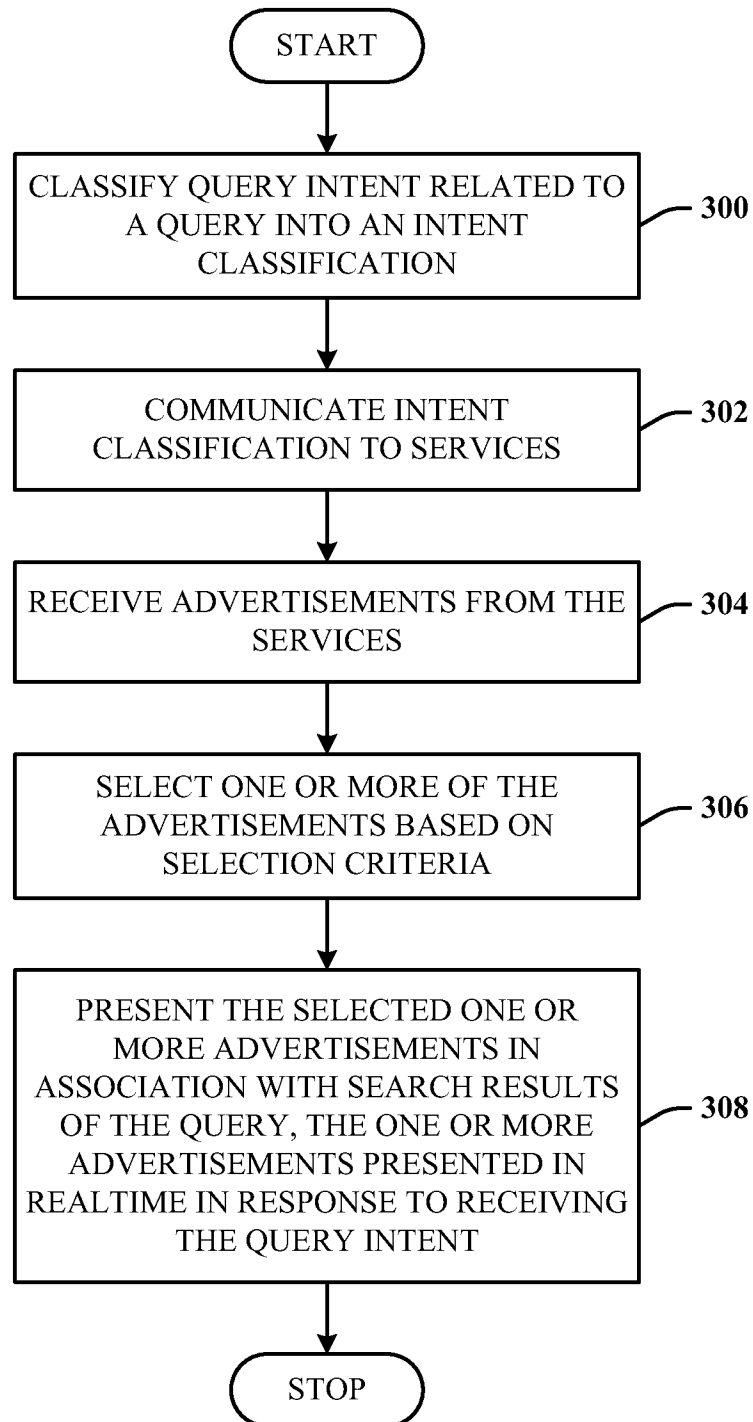 START
CLASSIFY QUERY INTENT RELATED TO
A QUERY INTO AN INTENT
CLASSIFICATION
300
COMMUNICATE INTENT
CLASSIFICATION TO SERVICES
302
RECEIVE ADVERTISEMENTS FROM THE
SERVICES
304
SELECT ONE OR MORE OF THE
ADVERTISEMENTS BASED ON
SELECTION CRITERIA
306
PRESENT THE SELECTED ONE OR
MORE ADVERTISEMENTS IN
ASSOCIATION WITH SEARCH RESULTS
OF THE QUERY, THE ONE OR MORE
ADVERTISEMENTS PRESENTED IN
REALTIME IN RESPONSE TO RECEIVING
THE QUERY INTENT
308
STOP